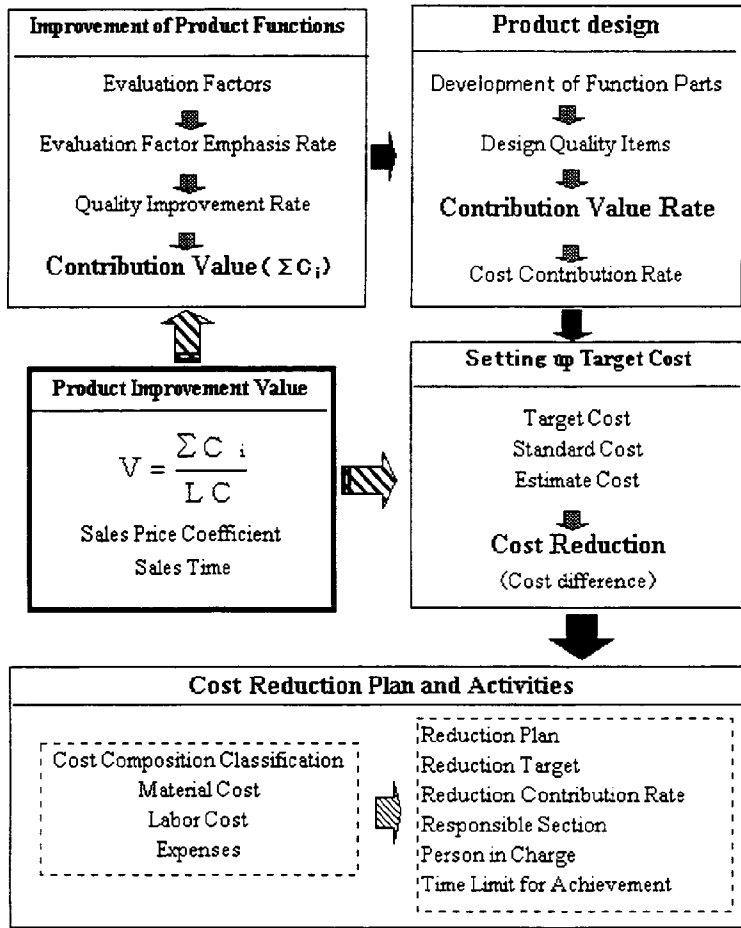 Improvement of Product Functions
Evaluation Factors
Evaluation Factor Emphasis Rate
Quality Improvement Rate
Contribution Value (ΣCi)
Product design
Development of Function Parts
Design Quality Items
Contribution Value Rate
Cost Contribution Rate
Product Improvement Value
V = ΣC i / LC
Sales Price Coefficient
Sales Time
Setting up Target Cost
Target Cost
Standard Cost
Estimate Cost
Cost Reduction
(Cost difference)
Cost Reduction Plan and Activities
Cost Composition Classification
Material Cost
Labor Cost
Expenses
Reduction Plan
Reduction Target
Reduction Contribution Rate
Responsible Section
Person in Charge
Time Limit for Achievement